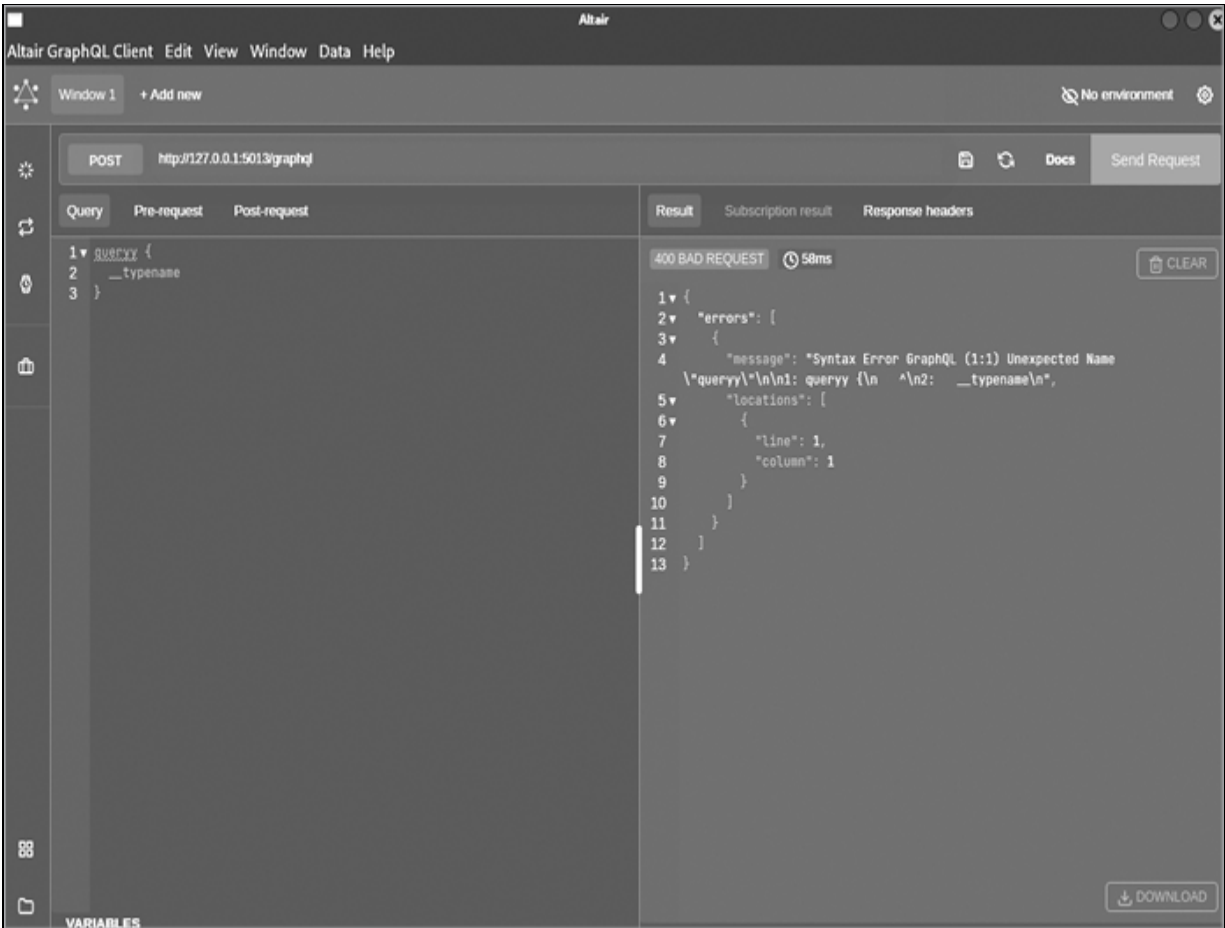 Altair
Altair GraphQL Client Edit View Window Data Help
Window 1 + Add new No environment
POST http://127.0.0.1:5013/graphql Docs Send Request
Query Pre-request Post-request
1 queryy {
2 __typename
3 }
VARIABLES
Result Subscription result Response headers
400 BAD REQUEST 58ms CLEAR
1 {
2 "errors": [
3 {
4 "message": "Syntax Error GraphQL (1:1) Unexpected Name
\"queryy\"\n\n1: queryy {\n   ^\n2:   __typename\n",
5 "locations": [
6 {
7 "line": 1,
8 "column": 1
9 }
10 ]
11 }
12 ]
13 }
DOWNLOAD